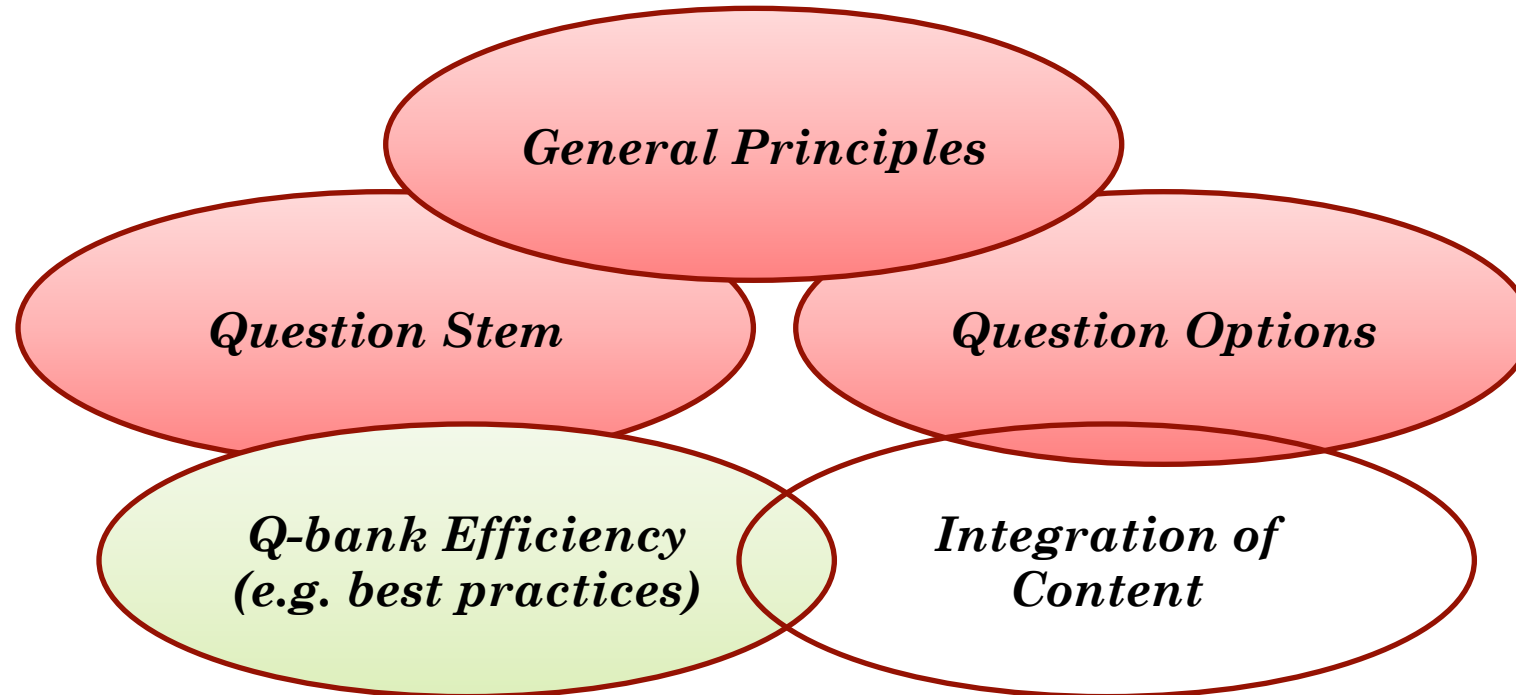 General Principles
Question Stem
Question Options
Q-bank Efficiency
(e.g. best practices)
Integration of
Content